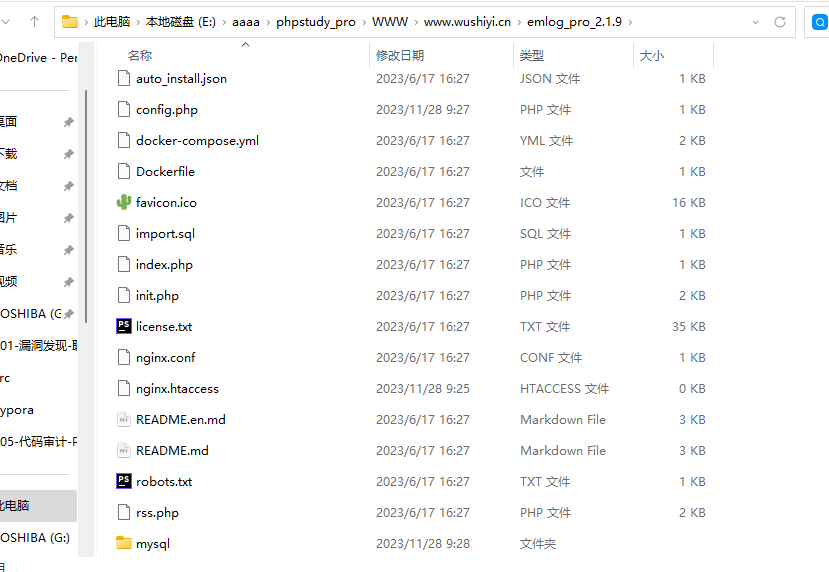 此电脑 › 本地磁盘 (E:) › aaaa › phpstudy_pro › WWW › www.wushiyi.cn › emlog_pro_2.1.9 ›
OneDrive - Per
名称 修改日期 类型 大小
auto_install.json 2023/6/17 16:27 JSON 文件 1 KB
config.php 2023/11/28 9:27 PHP 文件 1 KB
桌面
docker-compose.yml 2023/6/17 16:27 YML 文件 2 KB
下载
Dockerfile 2023/6/17 16:27 文件 1 KB
文档
favicon.ico 2023/6/17 16:27 ICO 文件 16 KB
图片
import.sql 2023/6/17 16:27 SQL 文件 1 KB
音乐
index.php 2023/6/17 16:27 PHP 文件 1 KB
视频
init.php 2023/6/17 16:27 PHP 文件 2 KB
OSHIBA (G
license.txt 2023/6/17 16:27 TXT 文件 35 KB
01-漏洞发现-耶
nginx.conf 2023/6/17 16:27 CONF 文件 1 KB
rc
nginx.htaccess 2023/11/28 9:25 HTACCESS 文件 0 KB
ypora
README.en.md 2023/6/17 16:27 Markdown File 3 KB
05-代码审计-P
README.md 2023/6/17 16:27 Markdown File 3 KB
robots.txt 2023/6/17 16:27 TXT 文件 1 KB
此电脑
rss.php 2023/6/17 16:27 PHP 文件 2 KB
OSHIBA (G:)
mysql 2023/11/28 9:28 文件夹